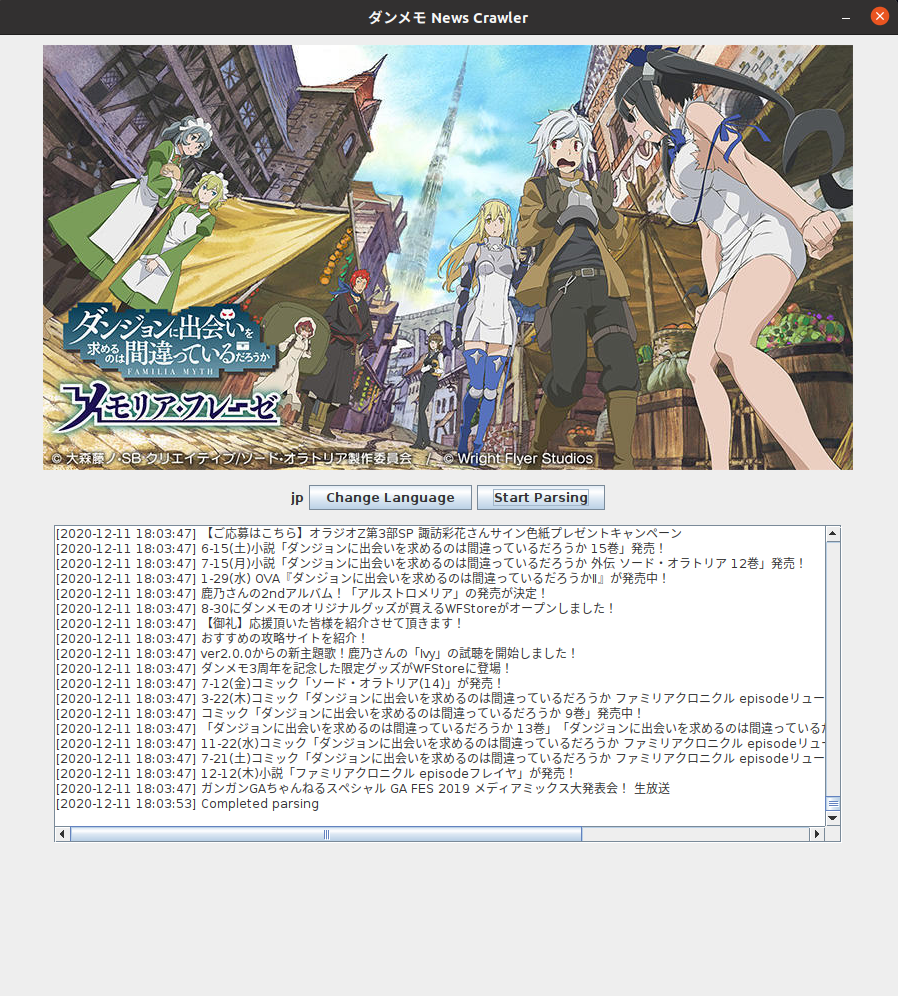 ダンメモ News Crawler
ダンジョンに出会いを
求めるのは間違っているだろうか
FAMILIA MYTH
メモリア・フレーゼ
© 大森藤ノ・SB クリエイティブ/ソード・オラトリア製作委員会 / © Wright Flyer Studios
jp Change Language Start Parsing
[2020-12-11 18:03:47] 【ご応募はこちら】オラジオZ第3部SP 諏訪彩花さんサイン色紙プレゼントキャンペーン
[2020-12-11 18:03:47] 6-15(土)小説「ダンジョンに出会いを求めるのは間違っているだろうか 15巻」発売！
[2020-12-11 18:03:47] 7-15(月)小説「ダンジョンに出会いを求めるのは間違っているだろうか 外伝 ソード・オラトリア 12巻」発売！
[2020-12-11 18:03:47] 1-29(水) OVA『ダンジョンに出会いを求めるのは間違っているだろうかⅡ』が発売中！
[2020-12-11 18:03:47] 鹿乃さんの2ndアルバム！「アルストロメリア」の発売が決定！
[2020-12-11 18:03:47] 8-30にダンメモのオリジナルグッズが買えるWFStoreがオープンしました！
[2020-12-11 18:03:47] 【御礼】応援頂いた皆様を紹介させて頂きます！
[2020-12-11 18:03:47] おすすめの攻略サイトを紹介！
[2020-12-11 18:03:47] ver2.0.0からの新主題歌！鹿乃さんの「Ivy」の試聴を開始しました！
[2020-12-11 18:03:47] ダンメモ3周年を記念した限定グッズがWFStoreに登場！
[2020-12-11 18:03:47] 7-12(金)コミック「ソード・オラトリア(14)」が発売！
[2020-12-11 18:03:47] 3-22(木)コミック「ダンジョンに出会いを求めるのは間違っているだろうか ファミリアクロニクル episodeリュー
[2020-12-11 18:03:47] コミック「ダンジョンに出会いを求めるのは間違っているだろうか 9巻」発売中！
[2020-12-11 18:03:47] 「ダンジョンに出会いを求めるのは間違っているだろうか 13巻」「ダンジョンに出会いを求めるのは間違っている
[2020-12-11 18:03:47] 11-22(水)コミック「ダンジョンに出会いを求めるのは間違っているだろうか ファミリアクロニクル episodeリュー
[2020-12-11 18:03:47] 7-21(土)コミック「ダンジョンに出会いを求めるのは間違っているだろうか ファミリアクロニクル episodeリュー
[2020-12-11 18:03:47] 12-12(木)小説「ファミリアクロニクル episodeフレイヤ」が発売！
[2020-12-11 18:03:47] ガンガンGAちゃんねるスペシャル GA FES 2019 メディアミックス大発表会！ 生放送
[2020-12-11 18:03:53] Completed parsing